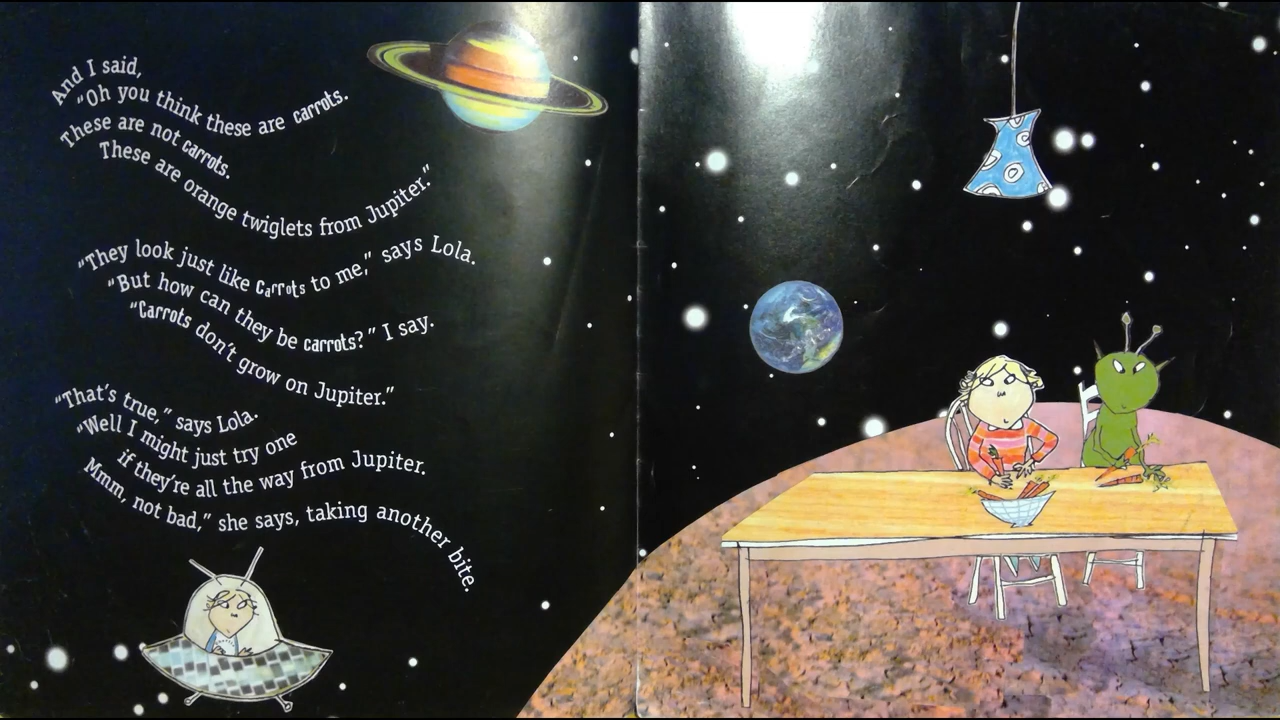 And I said,
"Oh you think these are carrots.
These are not carrots.
These are orange twiglets from Jupiter."
"They look just like carrots to me," says Lola.
"But how can they be carrots?" I say.
"Carrots don't grow on Jupiter."
"That's true," says Lola.
"Well I might just try one
if they're all the way from Jupiter.
Mmm, not bad," she says, taking another bite.